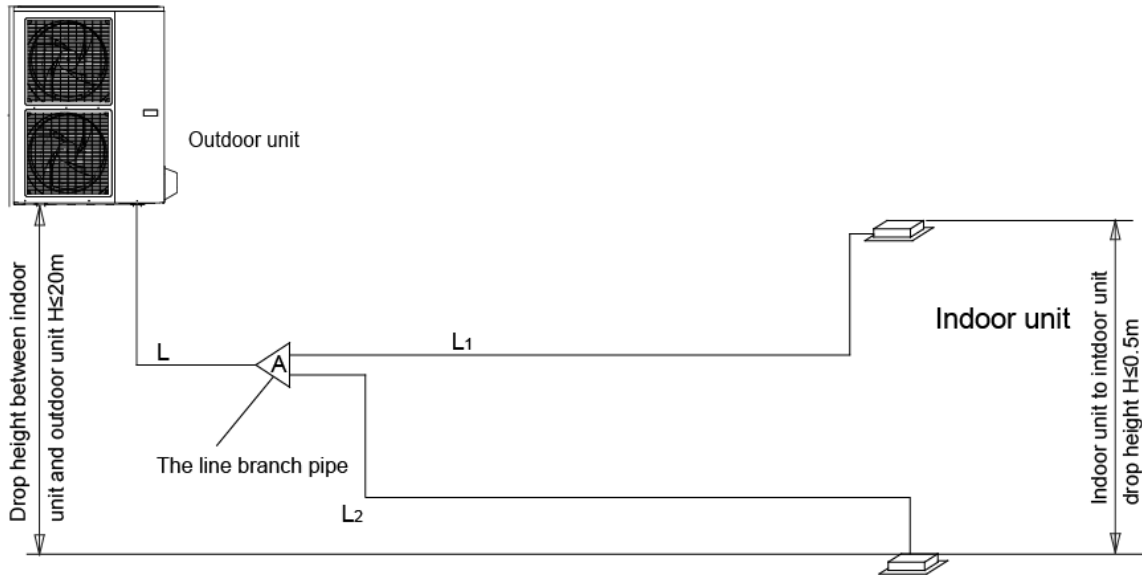 Outdoor unit
Drop height between indoor
unit and outdoor unit H≤20m
L
A
L1
Indoor unit
Indoor unit to intdoor unit
drop height H≤0.5m
The line branch pipe
L2